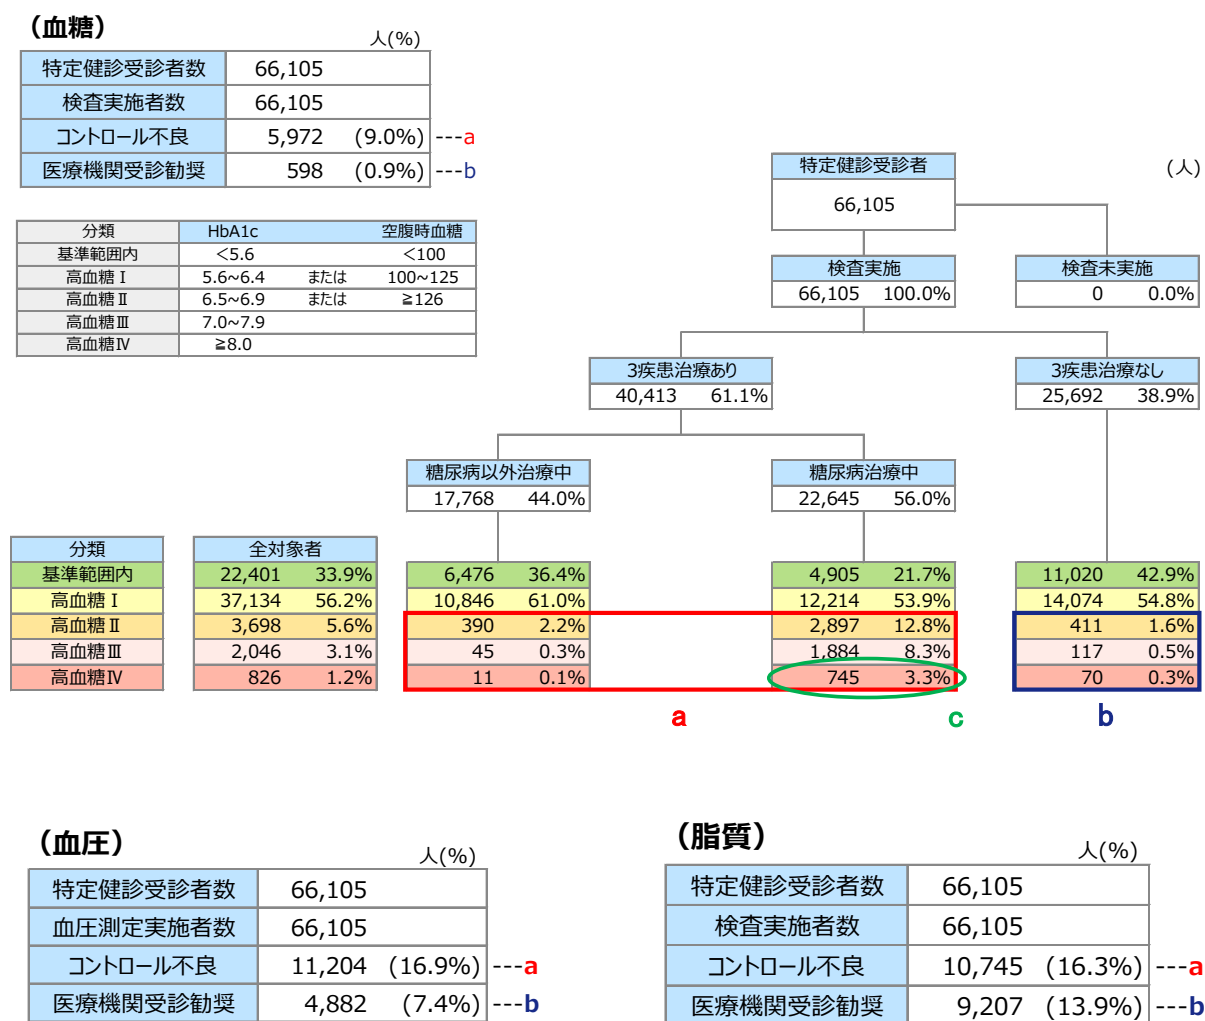 （血糖）
人(%)
特定健診受診者数 66,105
検査実施者数 66,105
コントロール不良 5,972 (9.0%) ---a
医療機関受診勧奨 598 (0.9%) ---b
分類 HbA1c 空腹時血糖
基準範囲内 ＜5.6 ＜100
高血糖Ⅰ 5.6~6.4 または 100~125
高血糖Ⅱ 6.5~6.9 または ≧126
高血糖Ⅲ 7.0~7.9
高血糖Ⅳ ≧8.0
特定健診受診者 (人)
66,105
検査実施 検査未実施
66,105 100.0% 0 0.0%
3疾患治療あり 3疾患治療なし
40,413 61.1% 25,692 38.9%
糖尿病以外治療中 糖尿病治療中
17,768 44.0% 22,645 56.0%
分類 全対象者
基準範囲内 22,401 33.9% 6,476 36.4% 4,905 21.7% 11,020 42.9%
高血糖Ⅰ 37,134 56.2% 10,846 61.0% 12,214 53.9% 14,074 54.8%
高血糖Ⅱ 3,698 5.6% 390 2.2% 2,897 12.8% 411 1.6%
高血糖Ⅲ 2,046 3.1% 45 0.3% 1,884 8.3% 117 0.5%
高血糖Ⅳ 826 1.2% 11 0.1% 745 3.3% 70 0.3%
a c b
（血圧）
人(%)
特定健診受診者数 66,105
血圧測定実施者数 66,105
コントロール不良 11,204 (16.9%) ---a
医療機関受診勧奨 4,882 (7.4%) ---b
（脂質）
人(%)
特定健診受診者数 66,105
検査実施者数 66,105
コントロール不良 10,745 (16.3%) ---a
医療機関受診勧奨 9,207 (13.9%) ---b